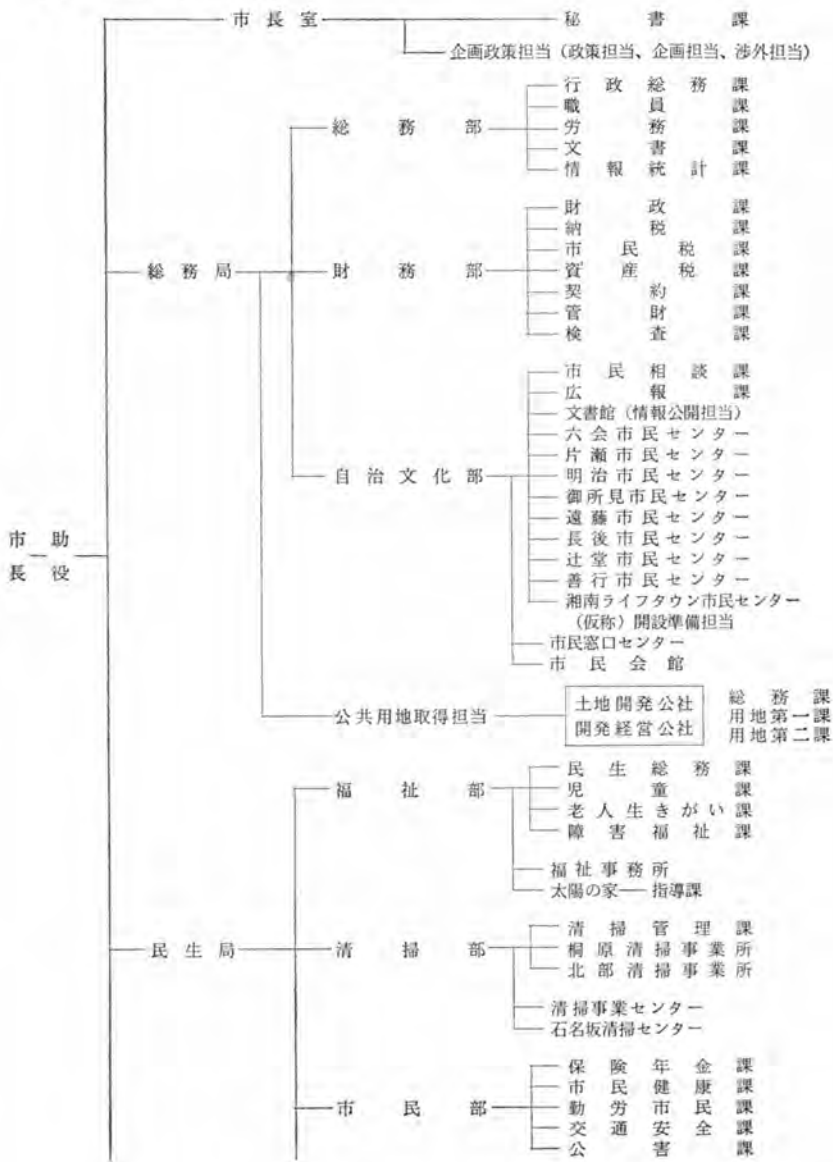 市長室
秘書課
企画政策担当(政策担当、企画担当、渉外担当)
総務局
総務部
行政総務課
職員課
労務課
文書課
情報統計課
財務部
財政課
納税課
市民税課
資産税課
契約課
管財課
検査課
自治文化部
市民相談課
広報課
文書館(情報公開担当)
六会市民センター
片瀬市民センター
明治市民センター
御所見市民センター
遠藤市民センター
長後市民センター
辻堂市民センター
善行市民センター
湘南ライフタウン市民センター
(仮称)開設準備担当
市民窓口センター
市民会館
市長
助役
公共用地取得担当
土地開発公社
開発経営公社
総務課
用地第一課
用地第二課
民生局
福祉部
民生総務課
児童課
老人生きがい課
障害福祉課
福祉事務所
太陽の家―指導課
清掃部
清掃管理課
桐原清掃事業所
北部清掃事業所
清掃事業センター
石名坂清掃センター
市民部
保険年金課
市民健康課
勤労市民課
交通安全課
公害課